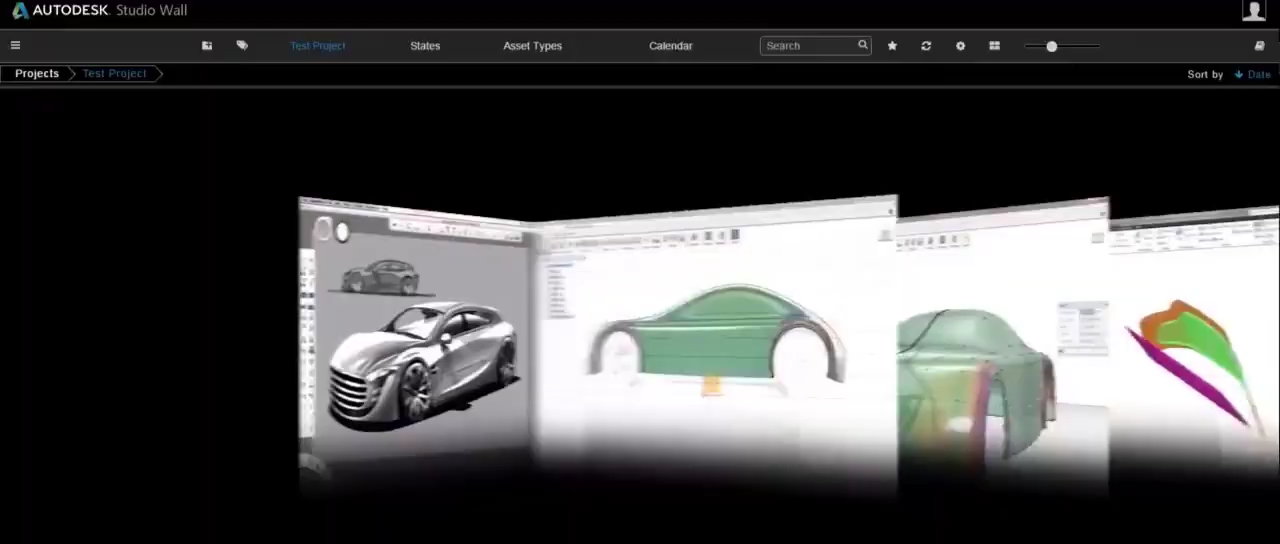 AUTODESK Studio Wall
Test Project States Asset Types Calendar Search
Projects Test Project Sort by Date